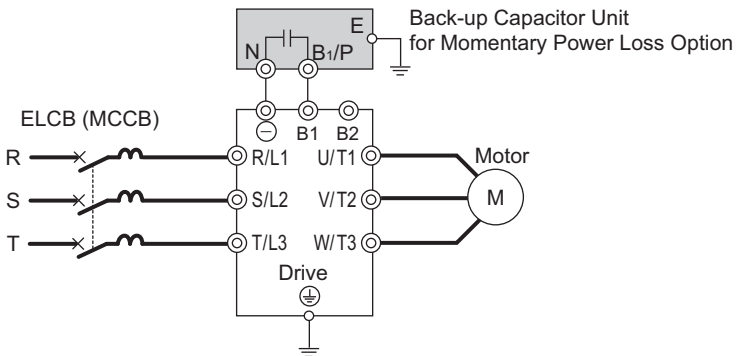 Back-up Capacitor Unit
for Momentary Power Loss Option
E
N
B1/P
ELCB (MCCB)
⊖ B1 B2
R
R/L1 U/T1
Motor
S
S/L2 V/T2
M
T
T/L3 W/T3
Drive